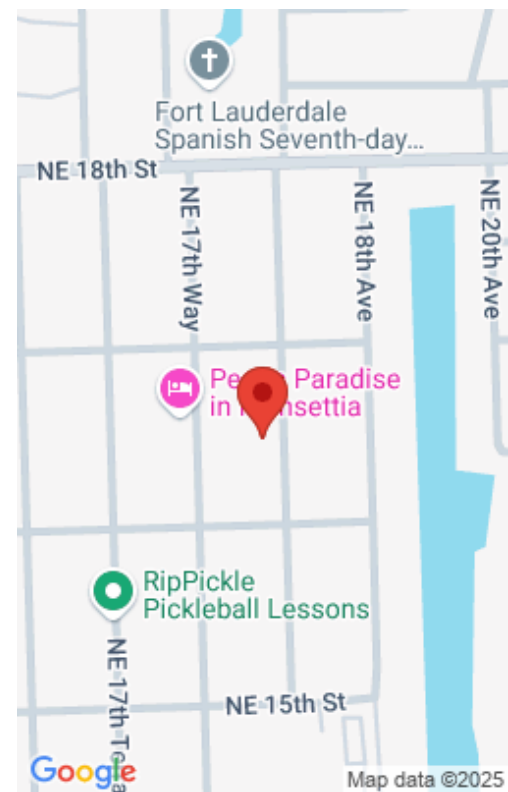 Fort Lauderdale
Spanish Seventh-day...
NE 18th St
NE 17th Way
NE 18th Ave
NE 20th Ave
Paradise
in
RipPickle
Pickleball Lessons
NE 17th
NE 15th St
Google
Map data ©2025